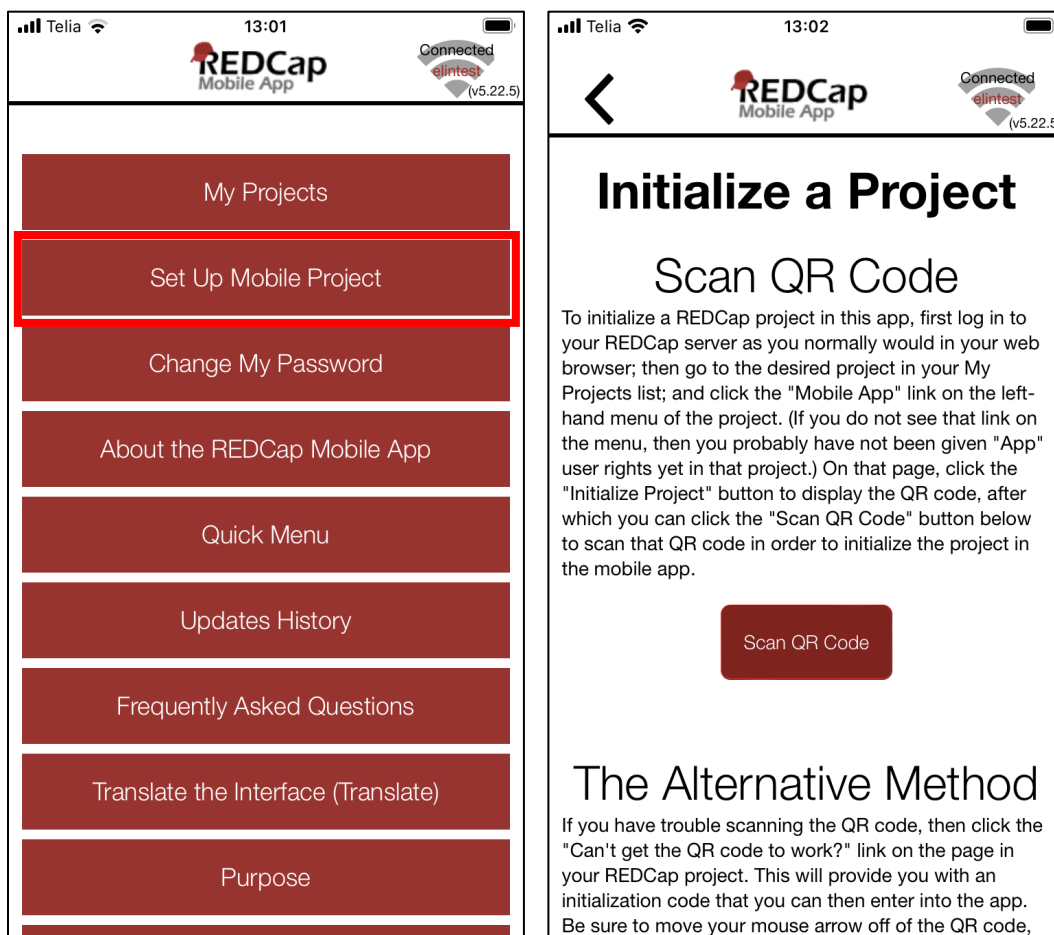 Telia 13:01
REDCap
Mobile App
Connected
elintest
(v5.22.5)
My Projects
Set Up Mobile Project
Change My Password
About the REDCap Mobile App
Quick Menu
Updates History
Frequently Asked Questions
Translate the Interface (Translate)
Purpose
Telia 13:02
REDCap
Mobile App
Connected
elintest
(v5.22.5
Initialize a Project
Scan QR Code
To initialize a REDCap project in this app, first log in to
your REDCap server as you normally would in your web
browser; then go to the desired project in your My
Projects list; and click the "Mobile App" link on the left-
hand menu of the project. (If you do not see that link on
the menu, then you probably have not been given "App"
user rights yet in that project.) On that page, click the
"Initialize Project" button to display the QR code, after
which you can click the "Scan QR Code" button below
to scan that QR code in order to initialize the project in
the mobile app.
Scan QR Code
The Alternative Method
If you have trouble scanning the QR code, then click the
"Can't get the QR code to work?" link on the page in
your REDCap project. This will provide you with an
initialization code that you can then enter into the app.
Be sure to move your mouse arrow off of the QR code,